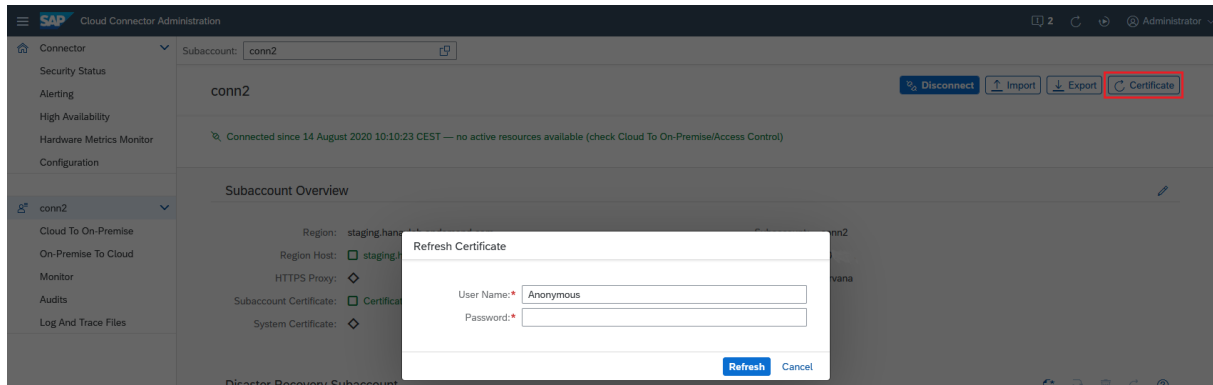 SAP Cloud Connector Administration
2
Administrator
Connector
Security Status
Alerting
High Availability
Hardware Metrics Monitor
Configuration
conn2
Cloud To On-Premise
On-Premise To Cloud
Monitor
Audits
Log And Trace Files
Subaccount: conn2
conn2
Disconnect Import Export Certificate
Connected since 14 August 2020 10:10:23 CEST — no active resources available (check Cloud To On-Premise/Access Control)
Subaccount Overview
Region:
Region Host:
HTTPS Proxy:
Subaccount Certificate:
System Certificate:
Refresh Certificate
User Name:* Anonymous
Password:*
Refresh Cancel
Disaster Recovery Subaccount